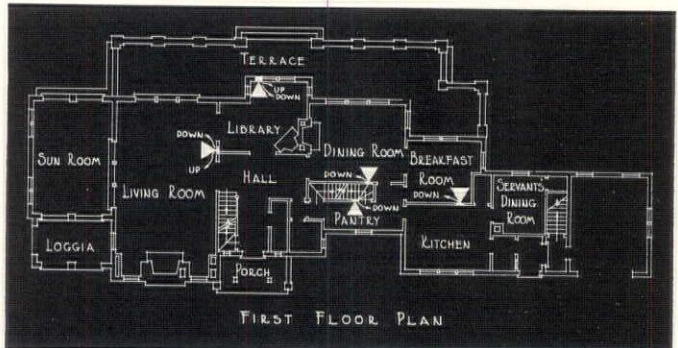 TERRACE
UP
DOWN
LIBRARY
DOWN
UP
SUN ROOM
LIVING ROOM
HALL
DINING ROOM
DOWN
BREAKFAST
ROOM
DOWN
DOWN
PANTRY
SERVANTS
DINING
ROOM
KITCHEN
LOGGIA
PORCH
FIRST FLOOR PLAN